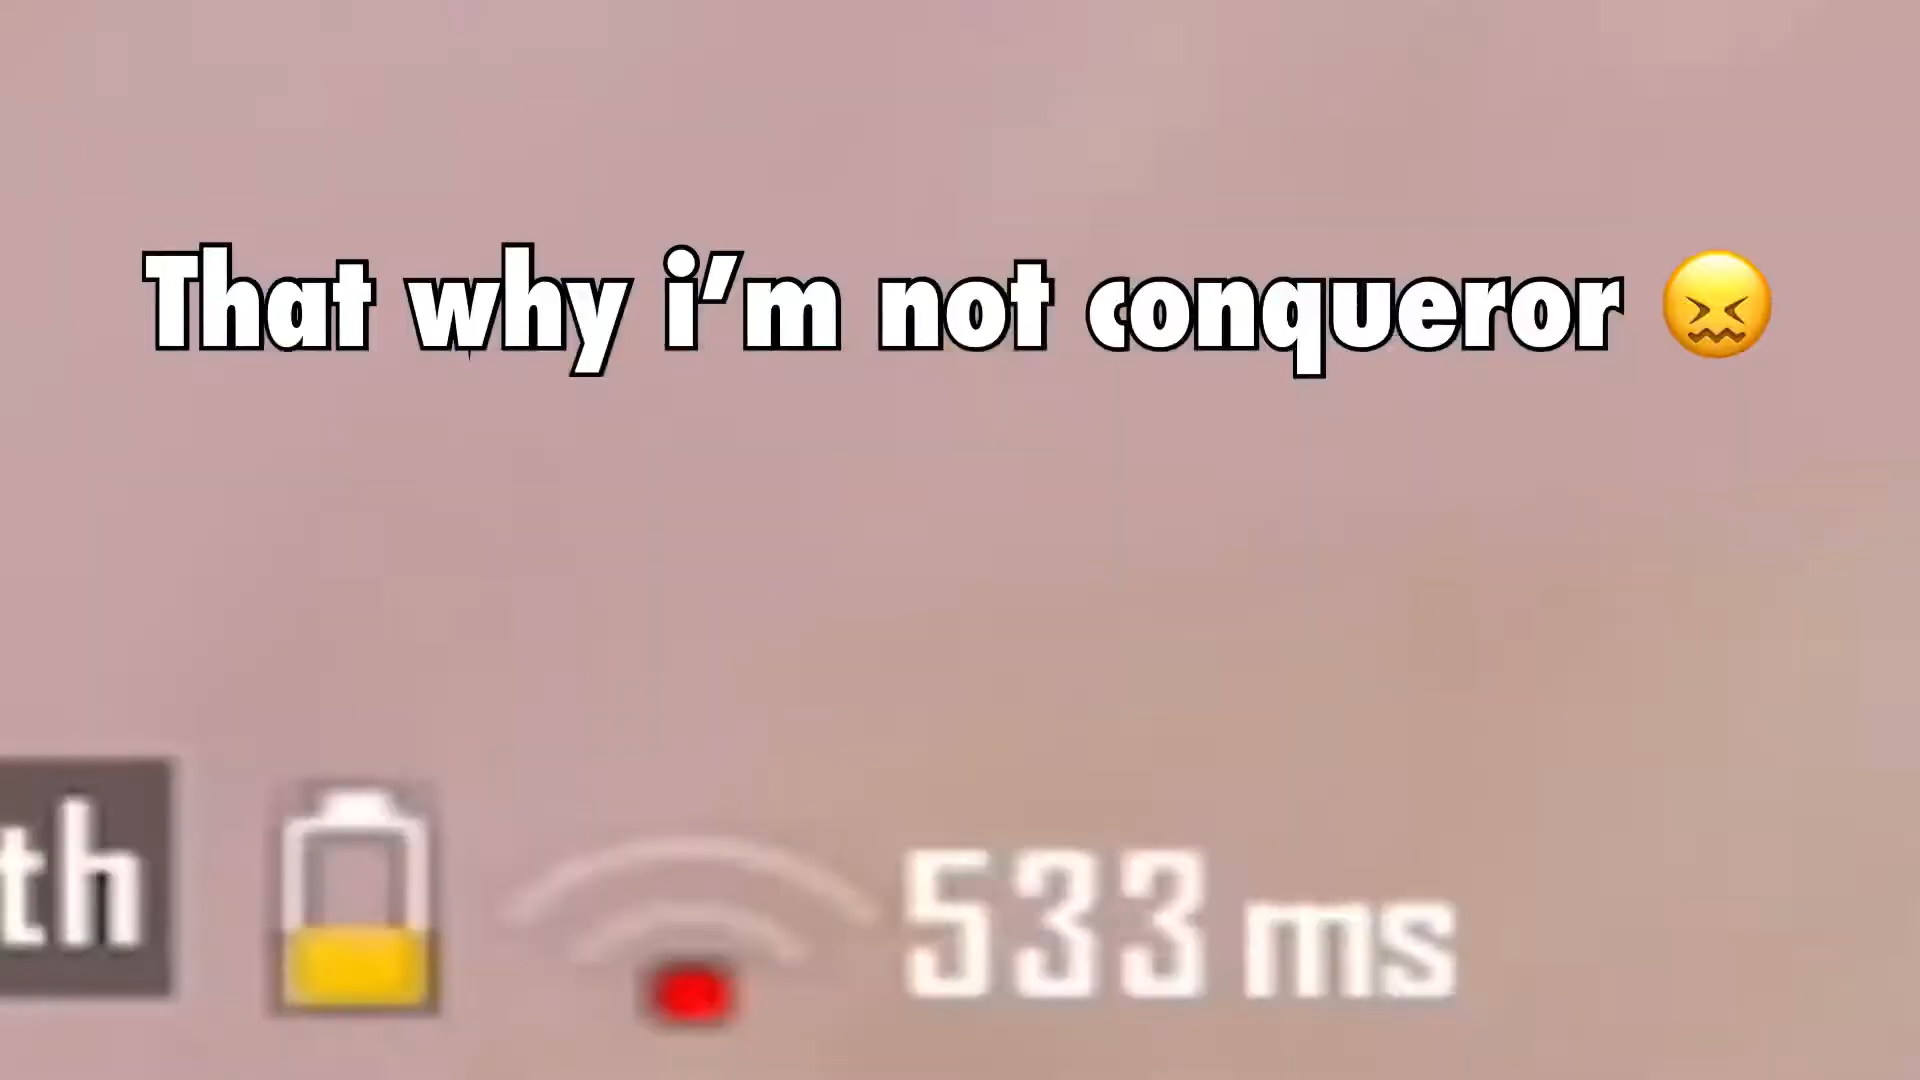 That why i’m not conqueror 😖
th 533 ms